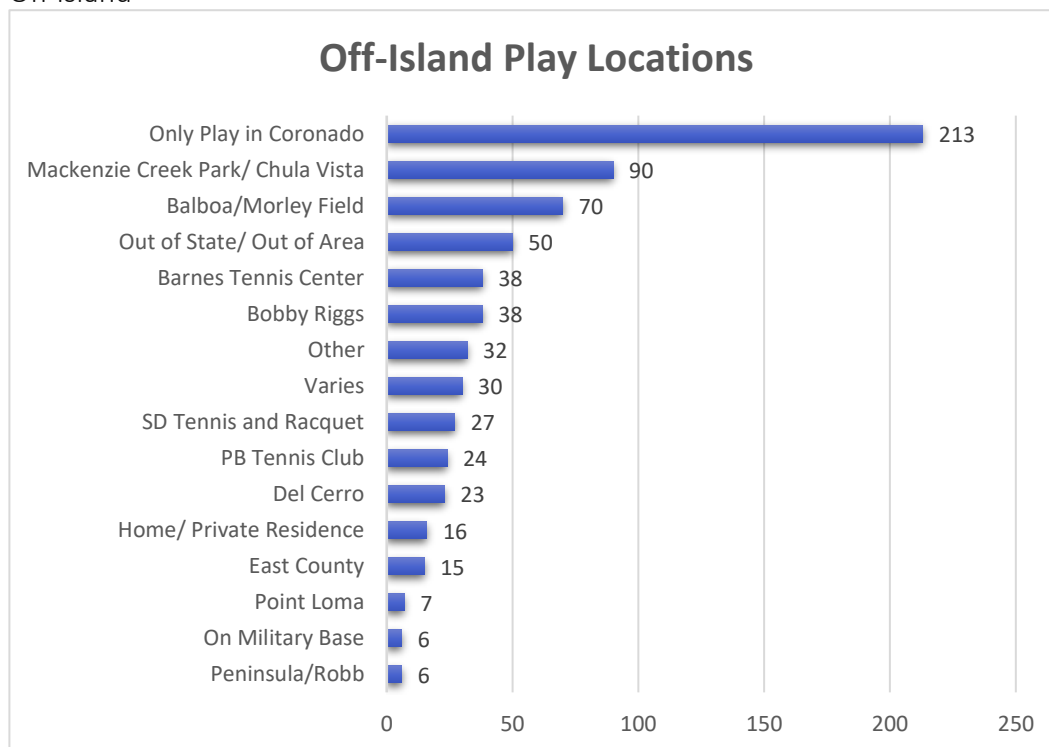 Off-Island
Off-Island Play Locations
Only Play in Coronado 213
Mackenzie Creek Park/ Chula Vista 90
Balboa/Morley Field 70
Out of State/ Out of Area 50
Barnes Tennis Center 38
Bobby Riggs 38
Other 32
Varies 30
SD Tennis and Racquet 27
PB Tennis Club 24
Del Cerro 23
Home/ Private Residence 16
East County 15
Point Loma 7
On Military Base 6
Peninsula/Robb 6
0 50 100 150 200 250